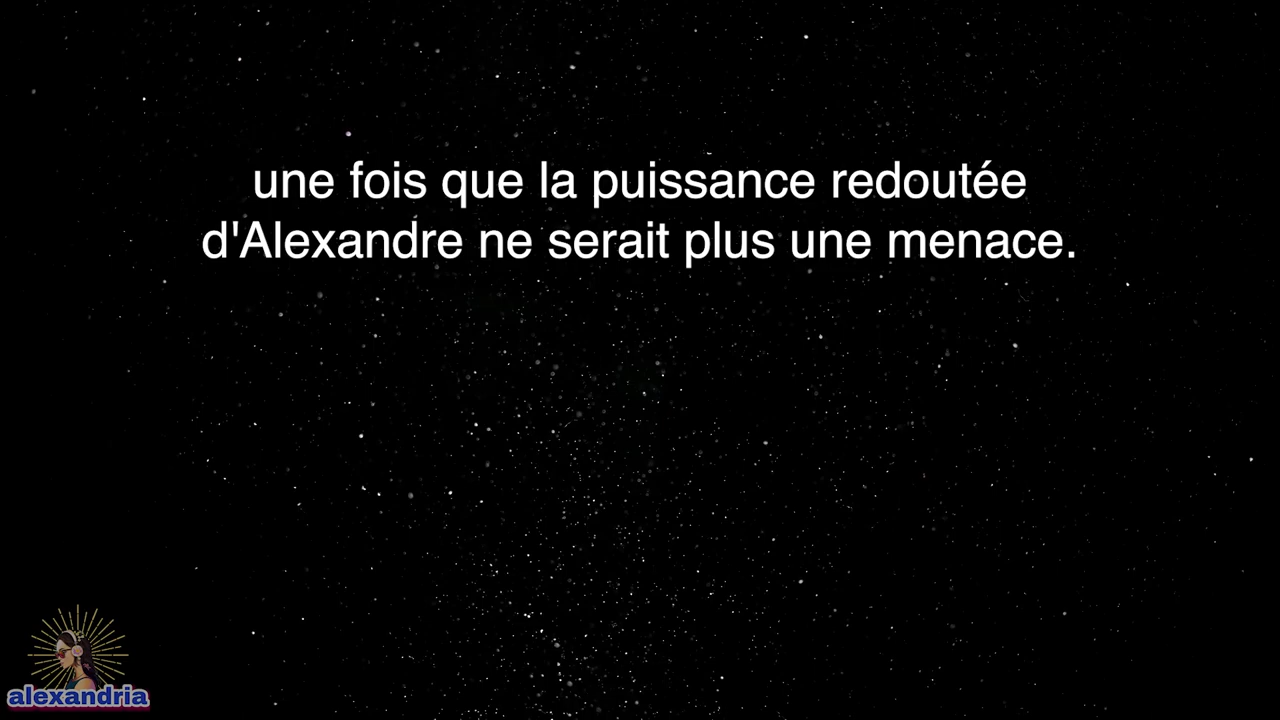 une fois que la puissance redoutée
d'Alexandre ne serait plus une menace.
alexandria